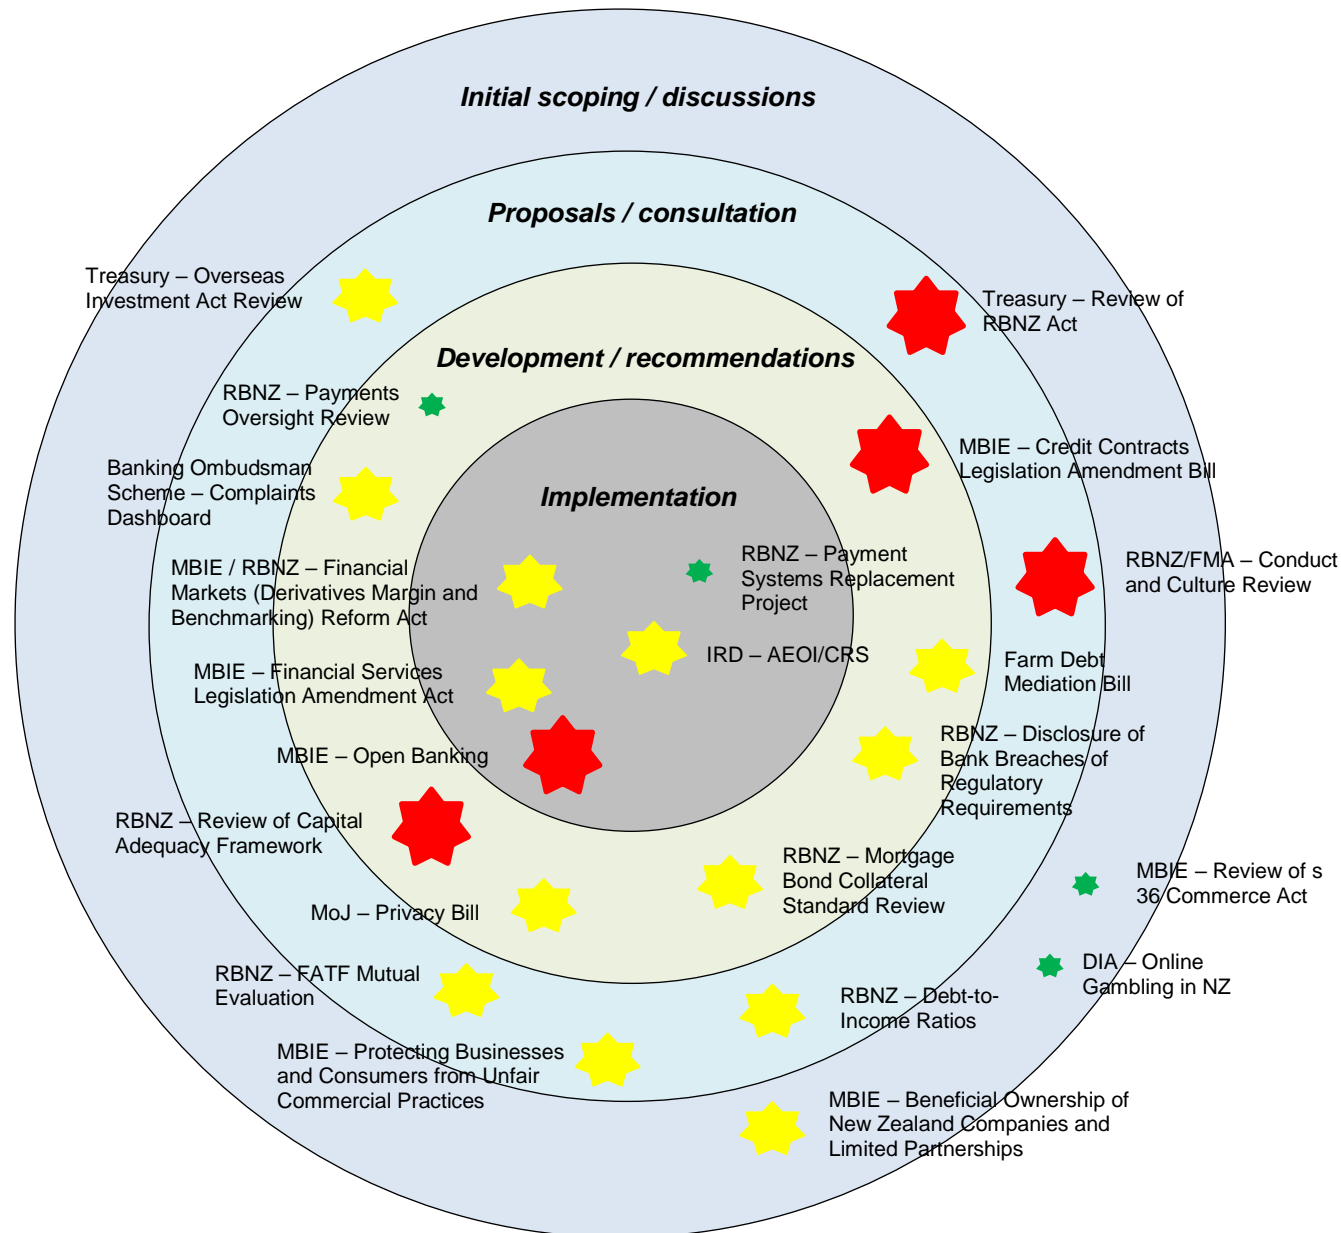 Initial scoping / discussions
Proposals / consultation
Treasury – Overseas
Investment Act Review
Treasury – Review of
RBNZ Act
Development / recommendations
RBNZ – Payments
Oversight Review
MBIE – Credit Contracts
Legislation Amendment Bill
Banking Ombudsman
Scheme – Complaints
Dashboard
Implementation
RBNZ – Payment
Systems Replacement
Project
RBNZ/FMA – Conduct
and Culture Review
MBIE / RBNZ – Financial
Markets (Derivatives Margin and
Benchmarking) Reform Act
IRD – AEOI/CRS
Farm Debt
Mediation Bill
MBIE – Financial Services
Legislation Amendment Act
MBIE – Open Banking
RBNZ – Disclosure of
Bank Breaches of
Regulatory
Requirements
RBNZ – Review of Capital
Adequacy Framework
RBNZ – Mortgage
Bond Collateral
Standard Review
MBIE – Review of s
36 Commerce Act
MoJ – Privacy Bill
DIA – Online
Gambling in NZ
RBNZ – FATF Mutual
Evaluation
RBNZ – Debt-to-
Income Ratios
MBIE – Protecting Businesses
and Consumers from Unfair
Commercial Practices
MBIE – Beneficial Ownership of
New Zealand Companies and
Limited Partnerships